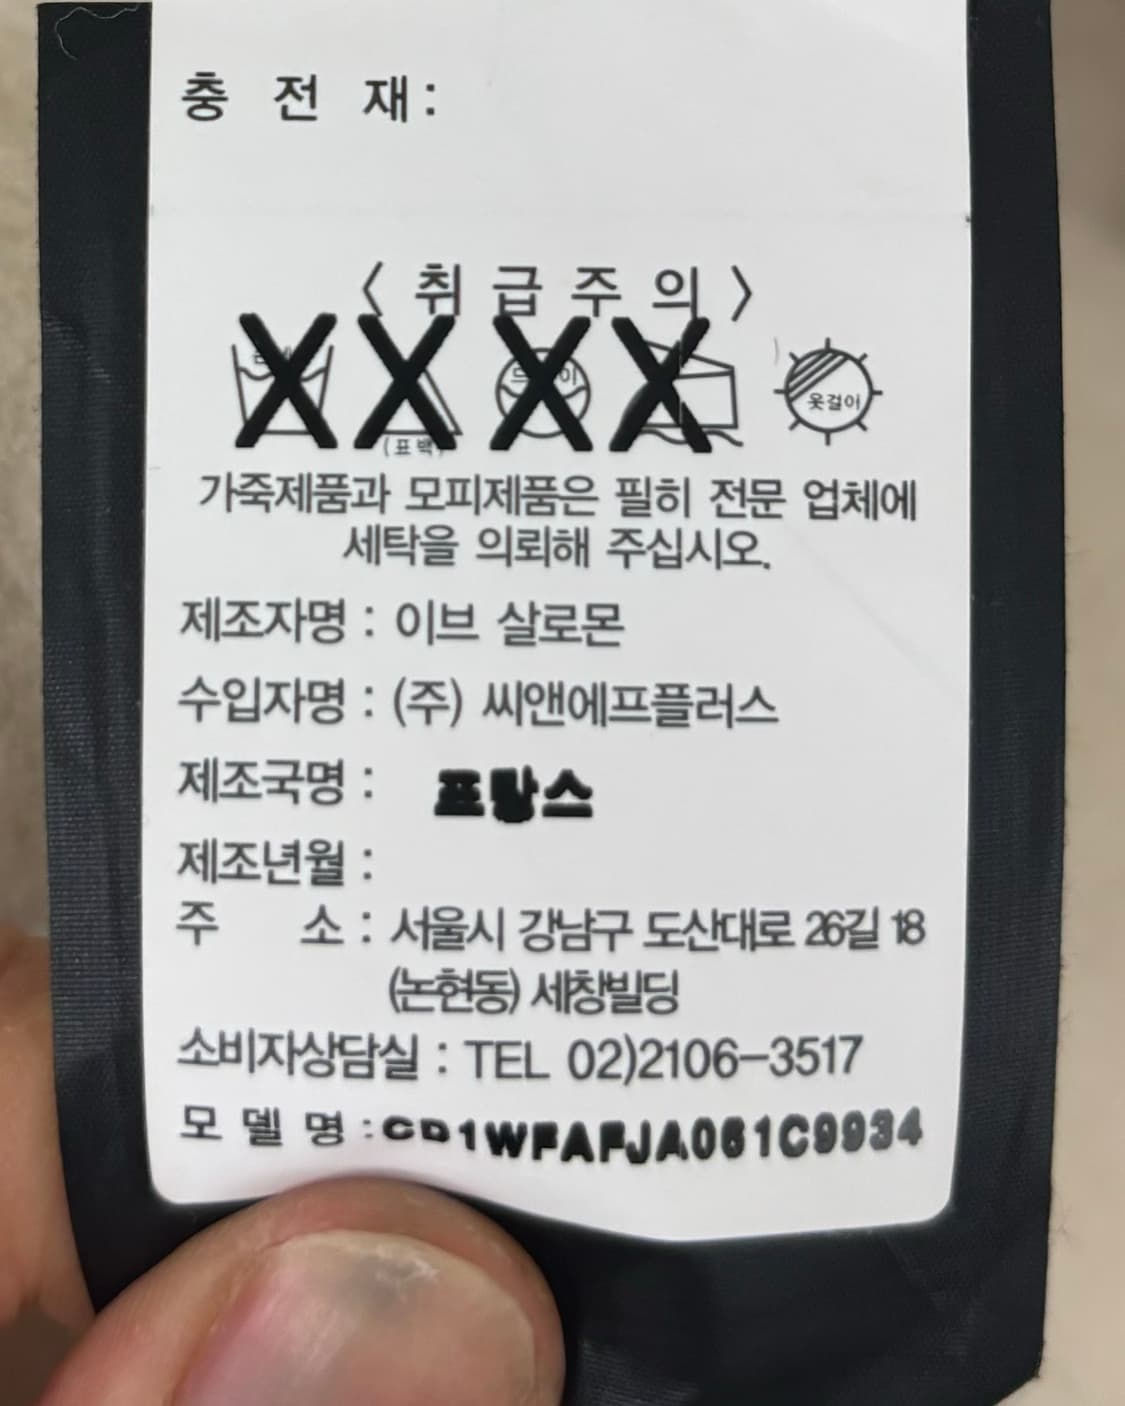 충 전 재:
〈 취 급 주 의 〉
옷걸이
(표백)
가죽제품과 모피제품은 필히 전문 업체에
세탁을 의뢰해 주십시오.
제조자명 : 이브 살로몬
수입자명 : (주) 씨앤에프플러스
제조국명 : 프랑스
제조년월 :
주 소 : 서울시 강남구 도산대로 26길 18
(논현동) 세창빌딩
소비자상담실 : TEL 02)2106-3517
모 델 명 :